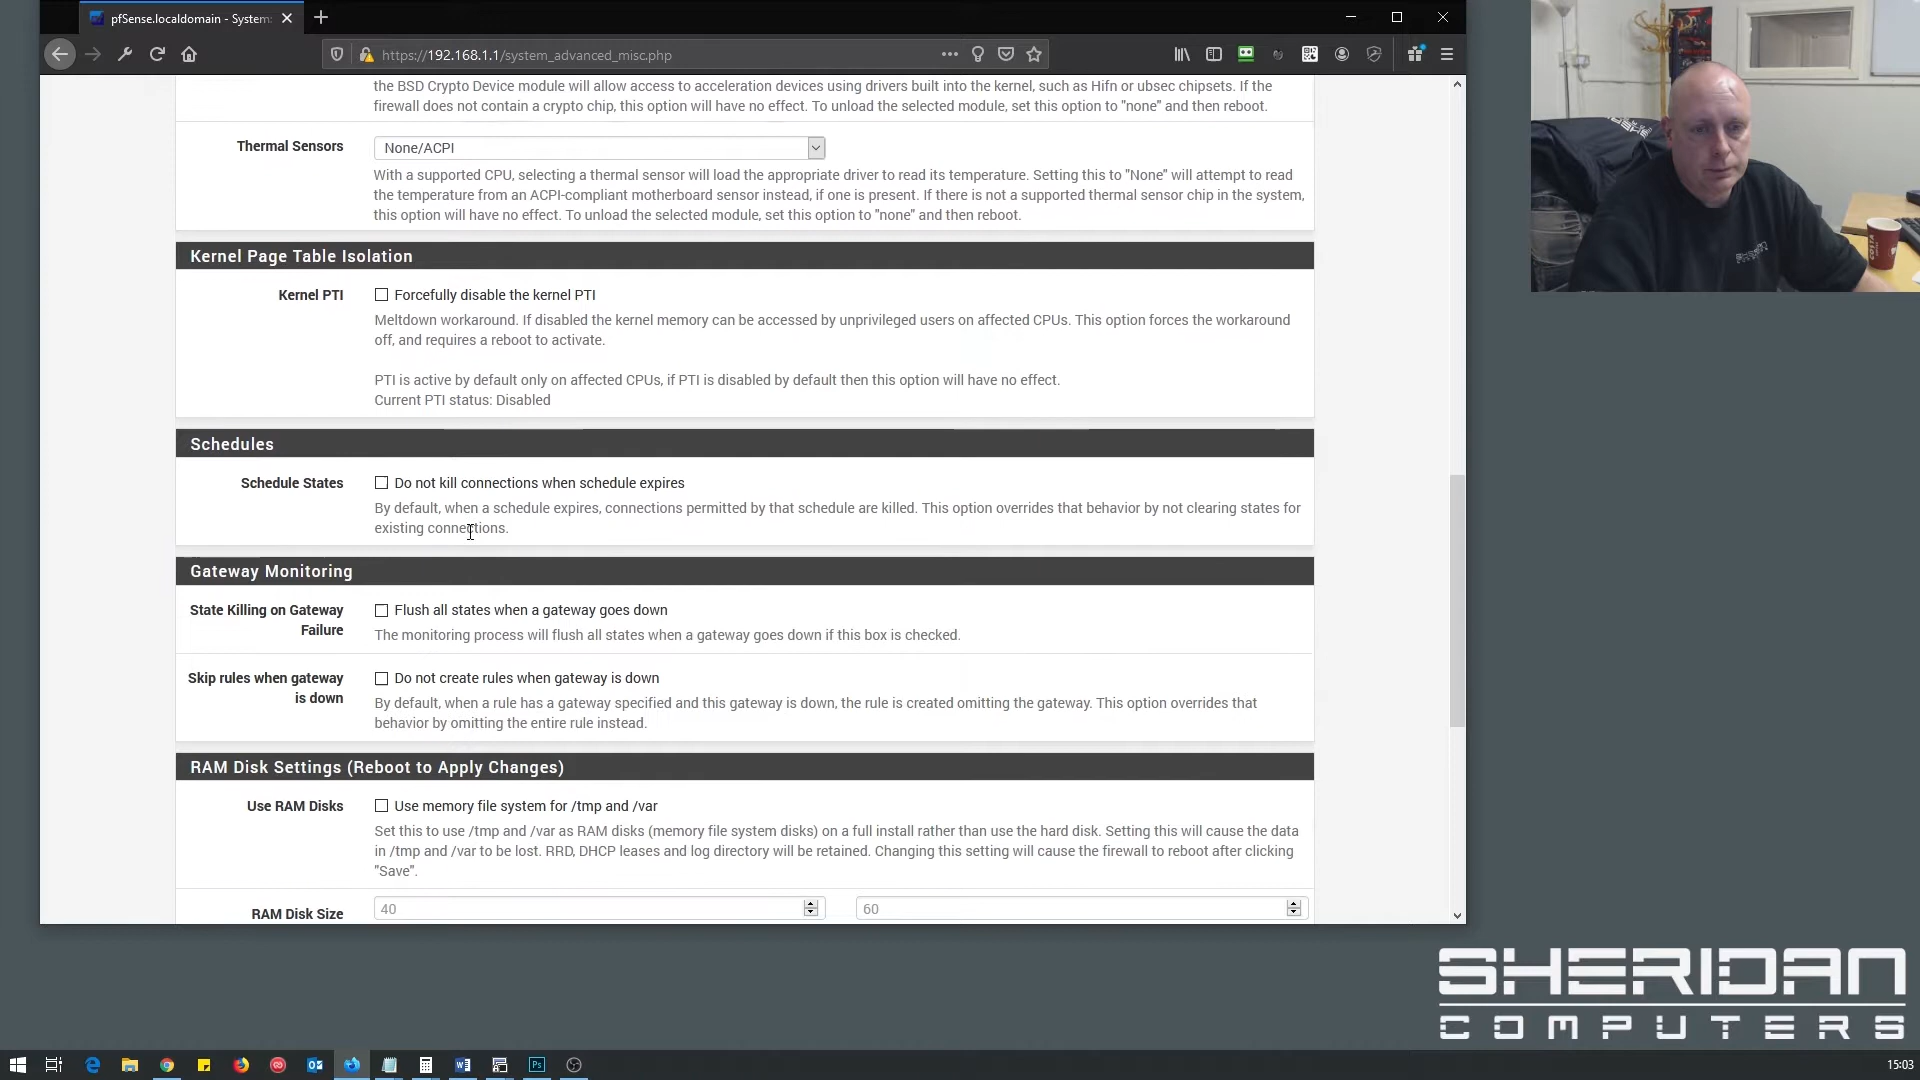 pfSense.localdomain - System:
https://192.168.1.1/system_advanced_misc.php
the BSD Crypto Device module will allow access to acceleration devices using drivers built into the kernel, such as Hifn or ubsec chipsets. If the
firewall does not contain a crypto chip, this option will have no effect. To unload the selected module, set this option to "none" and then reboot.
Thermal Sensors
None/ACPI
With a supported CPU, selecting a thermal sensor will load the appropriate driver to read its temperature. Setting this to "None" will attempt to read
the temperature from an ACPI-compliant motherboard sensor instead, if one is present. If there is not a supported thermal sensor chip in the system,
this option will have no effect. To unload the selected module, set this option to "none" and then reboot.
Kernel Page Table Isolation
Kernel PTI
Forcefully disable the kernel PTI
Meltdown workaround. If disabled the kernel memory can be accessed by unprivileged users on affected CPUs. This option forces the workaround
off, and requires a reboot to activate.
PTI is active by default only on affected CPUs, if PTI is disabled by default then this option will have no effect.
Current PTI status: Disabled
Schedules
Schedule States
Do not kill connections when schedule expires
By default, when a schedule expires, connections permitted by that schedule are killed. This option overrides that behavior by not clearing states for
existing connections.
Gateway Monitoring
State Killing on Gateway
Failure
Flush all states when a gateway goes down
The monitoring process will flush all states when a gateway goes down if this box is checked.
Skip rules when gateway
is down
Do not create rules when gateway is down
By default, when a rule has a gateway specified and this gateway is down, the rule is created omitting the gateway. This option overrides that
behavior by omitting the entire rule instead.
RAM Disk Settings (Reboot to Apply Changes)
Use RAM Disks
Use memory file system for /tmp and /var
Set this to use /tmp and /var as RAM disks (memory file system disks) on a full install rather than use the hard disk. Setting this will cause the data
in /tmp and /var to be lost. RRD, DHCP leases and log directory will be retained. Changing this setting will cause the firewall to reboot after clicking
"Save".
RAM Disk Size
40
60
COSTA
SHERIDAN
COMPUTERS
Ps
15:03